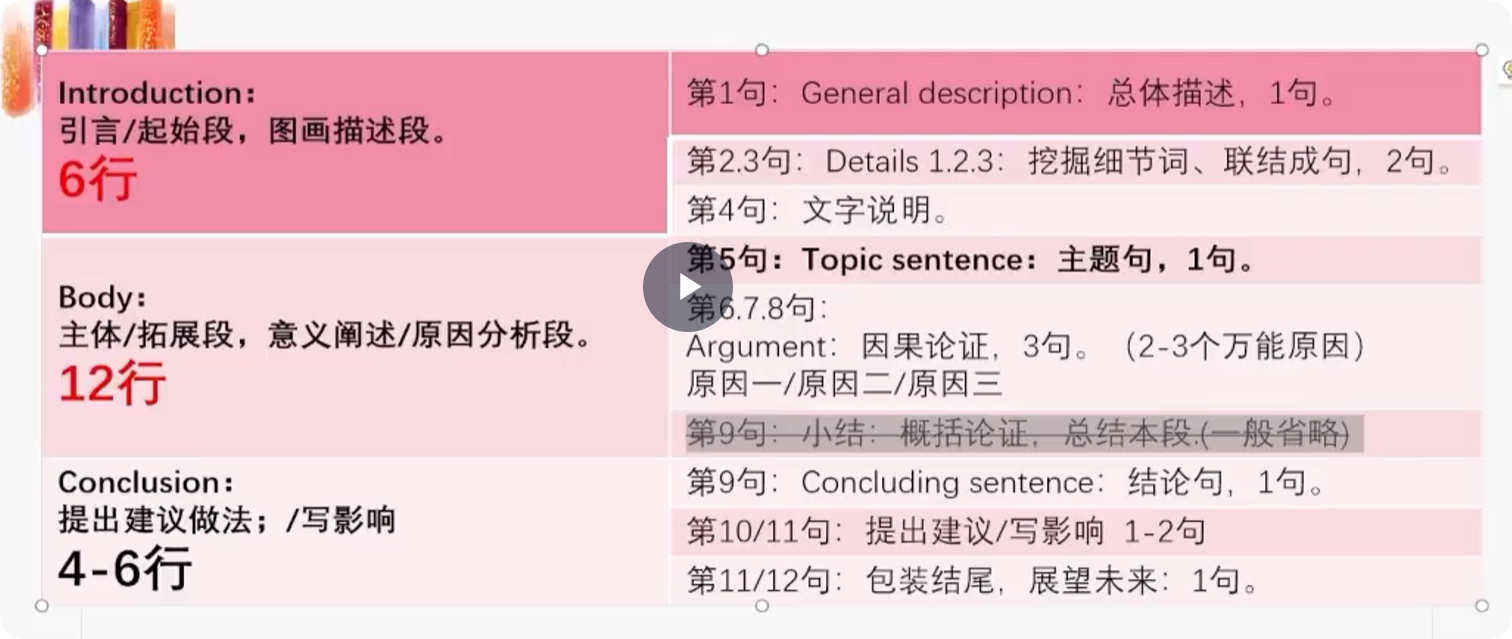 Introduction:
引言/起始段，图画描述段。
6行
第1句：General description：总体描述，1句。
第2.3句：Details 1.2.3：挖掘细节词、联结成句，2句。
第4句：文字说明。
Body:
主体/拓展段，意义阐述/原因分析段。
12行
第5句：Topic sentence：主题句，1句。
第6.7.8句：
Argument：因果论证，3句。（2-3个万能原因）
原因一/原因二/原因三
第9句：小结：概括论证，总结本段.(一般省略)
Conclusion:
提出建议做法；/写影响
4-6行
第9句：Concluding sentence：结论句，1句。
第10/11句：提出建议/写影响 1-2句
第11/12句：包装结尾，展望未来：1句。